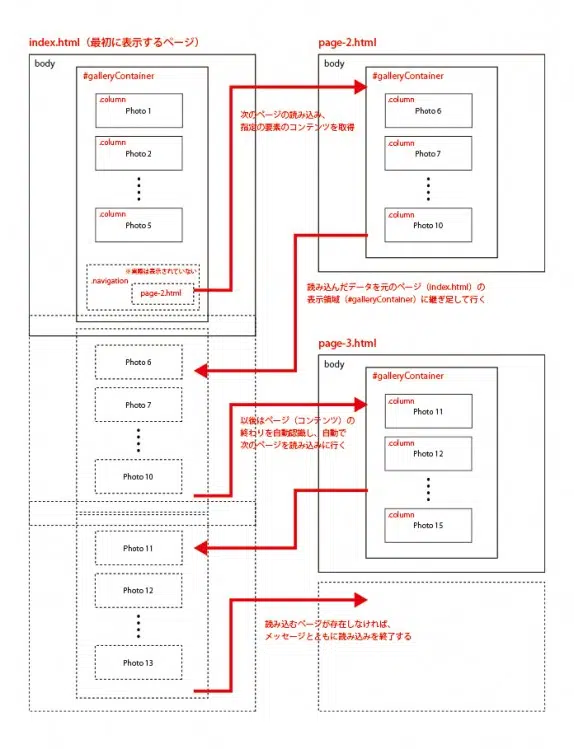 index.html（最初に表示するページ）
body
#galleryContainer
.column
Photo 1
.column
Photo 2
.column
Photo 5
※実際は表示されていない
.navigation
page-2.html
次のページの読み込み、
指定の要素のコンテンツを取得
page-2.html
body
#galleryContainer
.column
Photo 6
.column
Photo 7
.column
Photo 10
読み込んだデータを元のページ（index.html）の
表示領域（#galleryContainer）に継ぎ足して行く
Photo 6
Photo 7
Photo 10
以後はページ（コンテンツ）の
終わりを自動認識し、自動で
次のページを読み込みに行く
page-3.html
body
#galleryContainer
.column
Photo 11
.column
Photo 12
.column
Photo 15
Photo 11
Photo 12
Photo 13
読み込むページが存在しなければ、
メッセージとともに読み込みを終了する